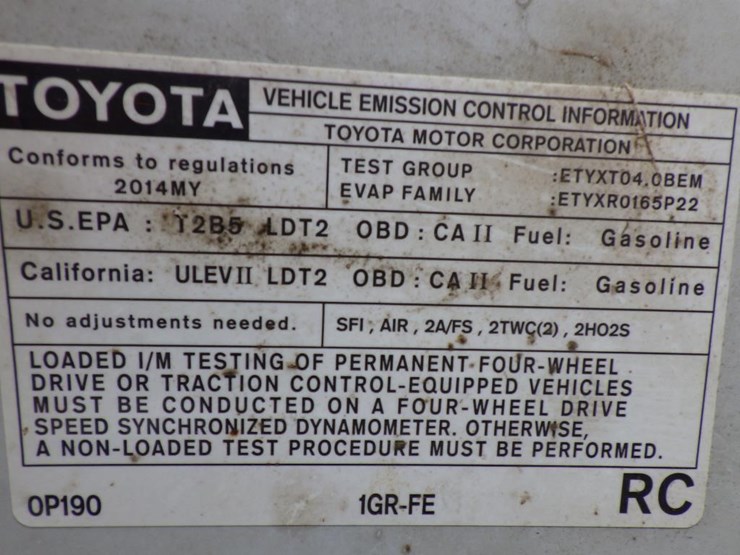 TOYOTA
VEHICLE EMISSION CONTROL INFORMATION
TOYOTA MOTOR CORPORATION
Conforms to regulations
2014MY
TEST GROUP :ETYXT04.0BEM
EVAP FAMILY :ETYXR0165P22
U.S.EPA : T2B5 LDT2 OBD : CA II Fuel: Gasoline
California: ULEVII LDT2 OBD : CA II Fuel: Gasoline
No adjustments needed.
SFI , AIR , 2A/FS , 2TWC(2) , 2HO2S
LOADED I/M TESTING OF PERMANENT FOUR-WHEEL
DRIVE OR TRACTION CONTROL-EQUIPPED VEHICLES
MUST BE CONDUCTED ON A FOUR-WHEEL DRIVE
SPEED SYNCHRONIZED DYNAMOMETER. OTHERWISE,
A NON-LOADED TEST PROCEDURE MUST BE PERFORMED.
0P190 1GR-FE RC